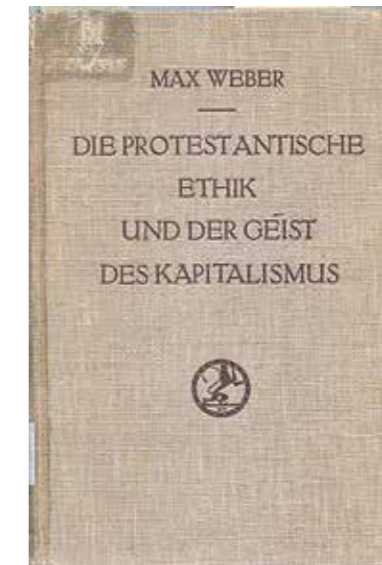 MAX WEBER
DIE PROTESTANTISCHE
ETHIK
UND DER GEIST
DES KAPITALISMUS